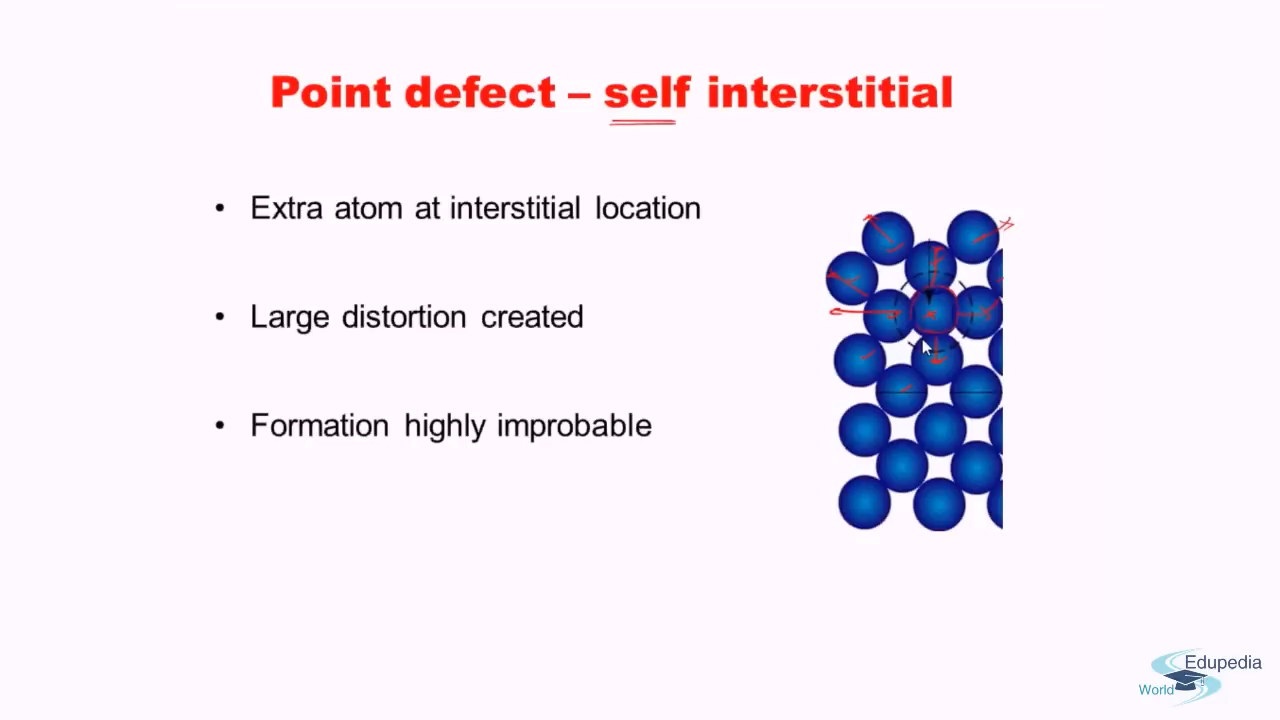 Point defect – self interstitial
• Extra atom at interstitial location
• Large distortion created
• Formation highly improbable
Edupedia
World